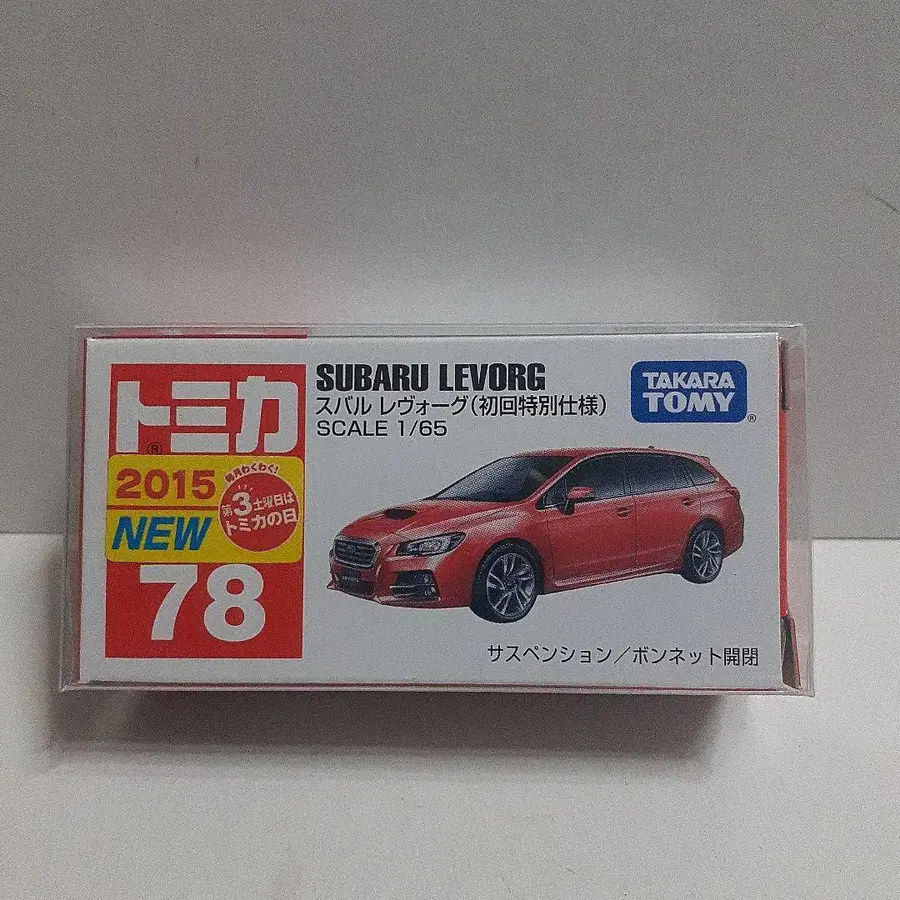 トミカ
®
2015
NEW
毎月わくわく!
第3土曜日は
トミカの日
78
SUBARU LEVORG
スバル レヴォーグ(初回特別仕様)
SCALE 1/65
TAKARA
TOMY
®
サスペンション/ボンネット開閉